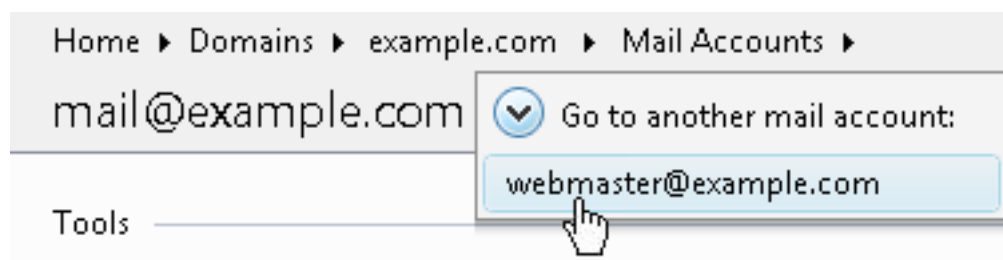 Home ▶ Domains ▶ example.com ▶ Mail Accounts ▶
mail@example.com
Go to another mail account:
webmaster@example.com
Tools